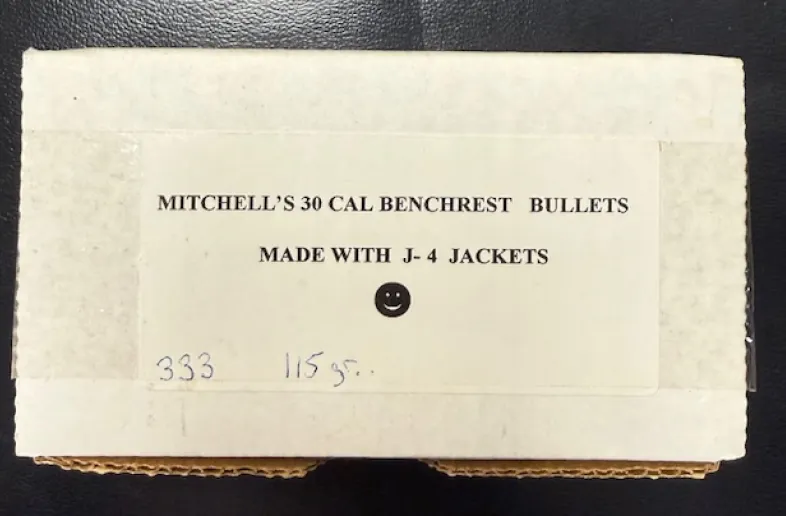 MITCHELL'S 30 CAL BENCHREST BULLETS
MADE WITH J- 4 JACKETS
333 115 gr..